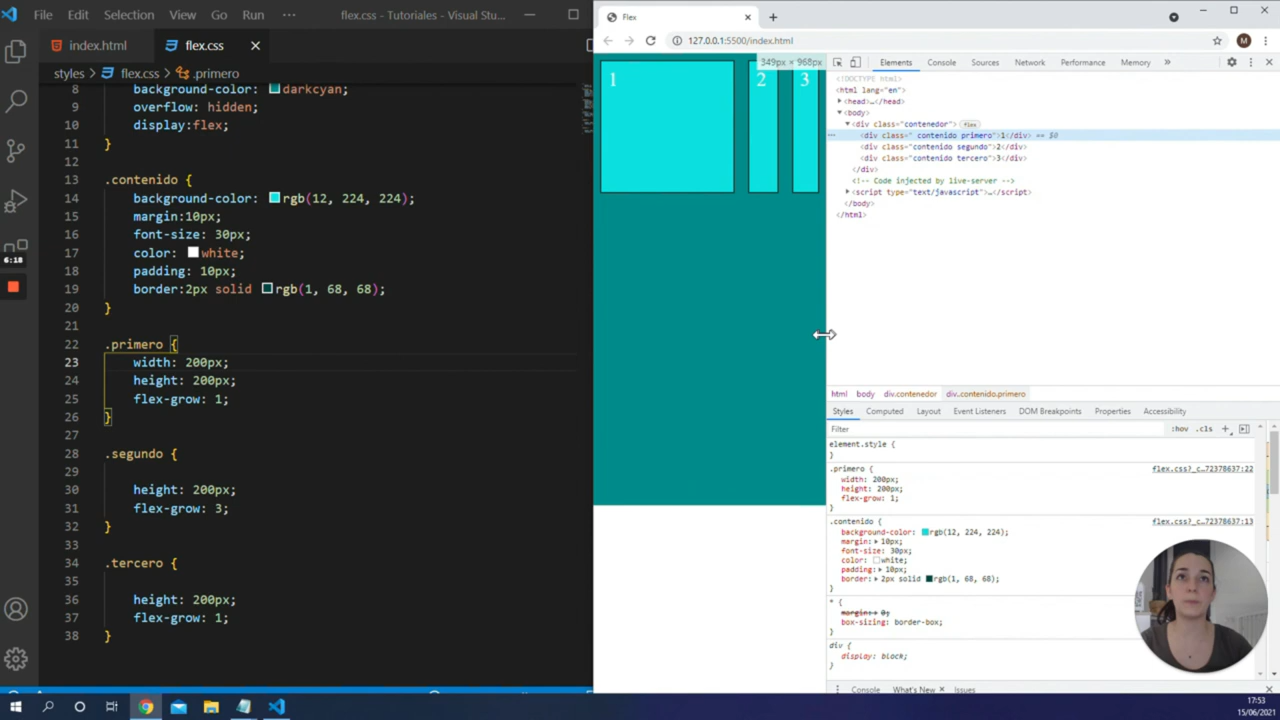 File Edit Selection View Go Run ··· flex.css - Tutoriales - Visual Stu...
index.html flex.css
styles > flex.css > .primero
8 background-color: darkcyan;
9 overflow: hidden;
10 display:flex;
11 }
12
13 .contenido {
14 background-color: rgb(12, 224, 224);
15 margin:10px;
16 font-size: 30px;
17 color: white;
18 padding: 10px;
19 border:2px solid rgb(1, 68, 68);
20 }
21
22 .primero {
23 width: 200px;
24 height: 200px;
25 flex-grow: 1;
26 }
27
28 .segundo {
29
30 height: 200px;
31 flex-grow: 3;
32 }
33
34 .tercero {
35
36 height: 200px;
37 flex-grow: 1;
38 }
6:18
Flex
127.0.0.1:5500/index.html
M
349px × 968px
1 2 3
Elements Console Sources Network Performance Memory »
<!DOCTYPE html>
<html lang="en">
<head>…</head>
<body>
<div class="contenedor"> flex
<div class=" contenido primero">1</div> == $0
<div class="contenido segundo">2</div>
<div class="contenido tercero">3</div>
</div>
<!-- Code injected by live-server -->
<script type="text/javascript">…</script>
</body>
</html>
html body div.contenedor div..contenido.primero
Styles Computed Layout Event Listeners DOM Breakpoints Properties Accessibility
Filter :hov .cls +
element.style {
}
.primero { flex.css?_c…72378637:22
width: 200px;
height: 200px;
flex-grow: 1;
}
.contenido { flex.css?_c…72378637:13
background-color: rgb(12, 224, 224);
margin: 10px;
font-size: 30px;
color: white;
padding: 10px;
border: 2px solid rgb(1, 68, 68);
}
* {
margin: 0;
box-sizing: border-box;
}
div {
display: block;
}
Console What's New Issues
17:53
15/06/2021